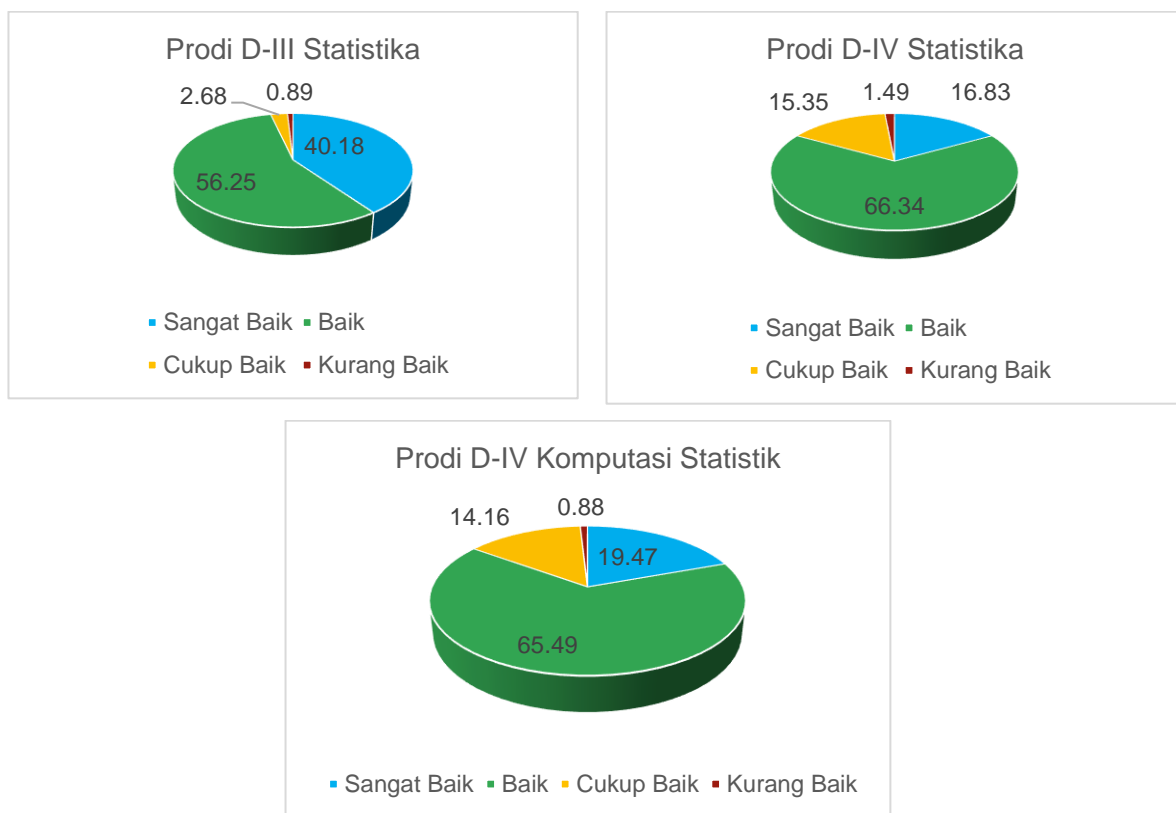 Prodi D-III Statistika
2.68
0.89
40.18
56.25
Sangat Baik Baik
Cukup Baik Kurang Baik
Prodi D-IV Statistika
15.35
1.49
16.83
66.34
Sangat Baik Baik
Cukup Baik Kurang Baik
Prodi D-IV Komputasi Statistik
14.16
0.88
19.47
65.49
Sangat Baik Baik Cukup Baik Kurang Baik